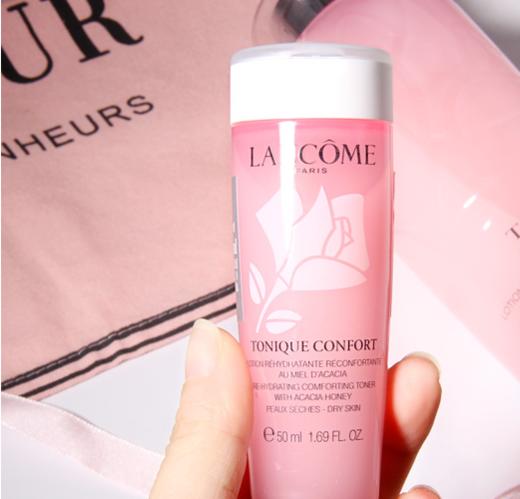 UR
NHEURS
LANCÔME
PARIS
TONIQUE CONFORT
LOTION RÉHYDRATANTE RÉCONFORTANTE
AU MIEL D'ACACIA
RE-HYDRATING COMFORTING TONER
WITH ACACIA HONEY
PEAUX SÈCHES - DRY SKIN
℮ 50 ml 1.69 FL. OZ.
T
LOTION